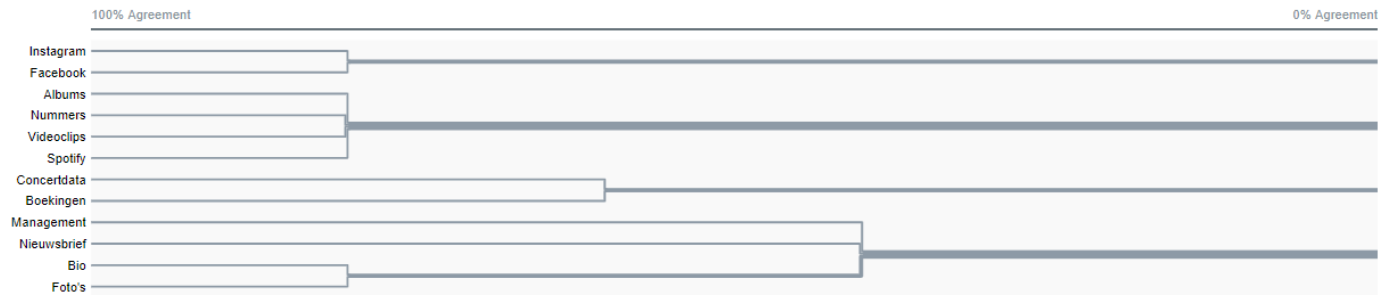 100% Agreement 0% Agreement
Instagram
Facebook
Albums
Nummers
Videoclips
Spotify
Concertdata
Boekingen
Management
Nieuwsbrief
Bio
Foto's